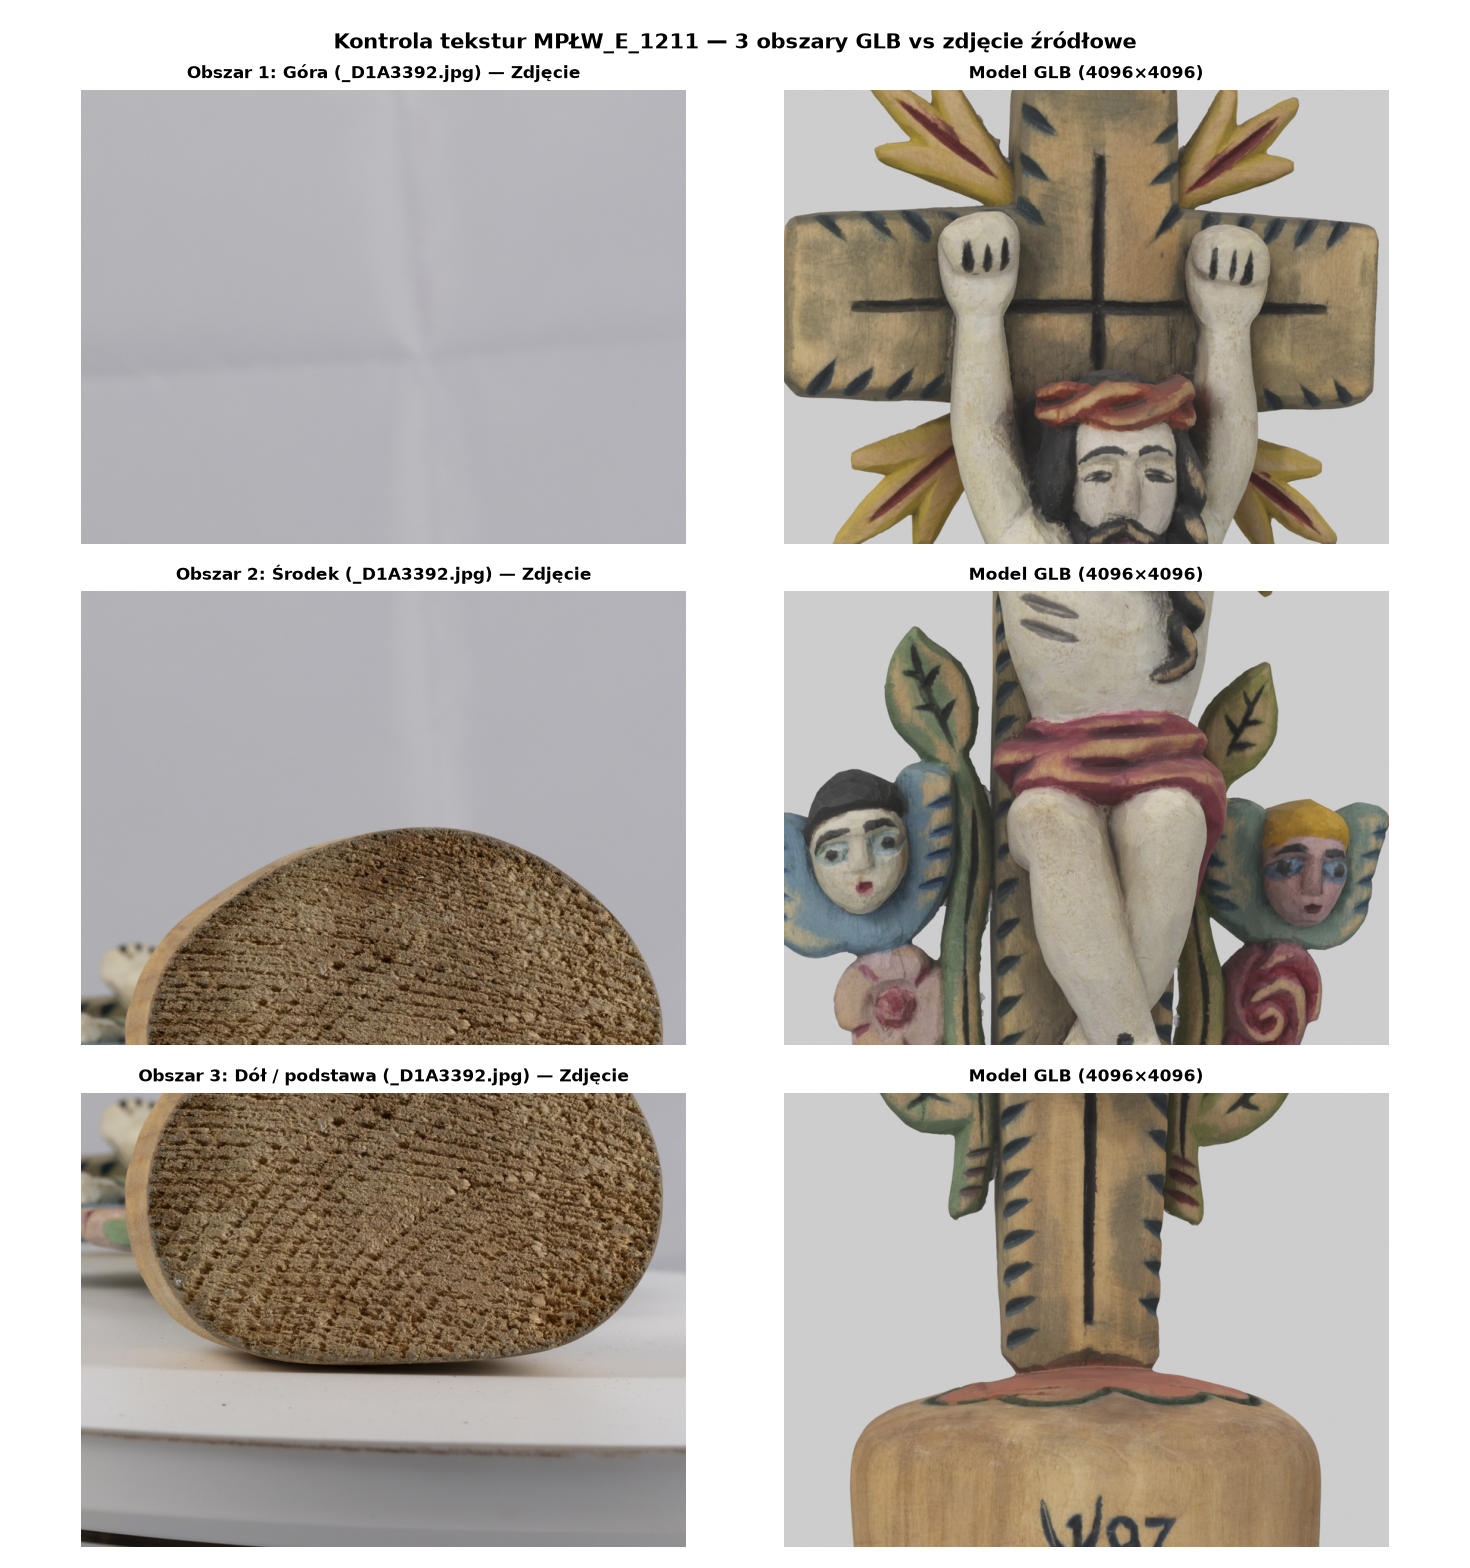 Kontrola tekstur MPŁW_E_1211 — 3 obszary GLB vs zdjęcie źródłowe
Obszar 1: Góra (_D1A3392.jpg) — Zdjęcie
Model GLB (4096×4096)
Obszar 2: Środek (_D1A3392.jpg) — Zdjęcie
Model GLB (4096×4096)
Obszar 3: Dół / podstawa (_D1A3392.jpg) — Zdjęcie
Model GLB (4096×4096)